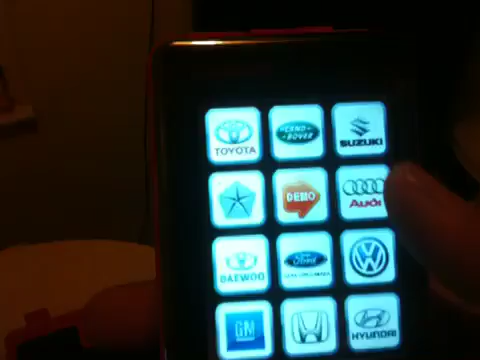 TOYOTA
LAND
ROVER
SUZUKI
DEMO
Audi
DAEWOO
Ford
GM
HYUNDAI